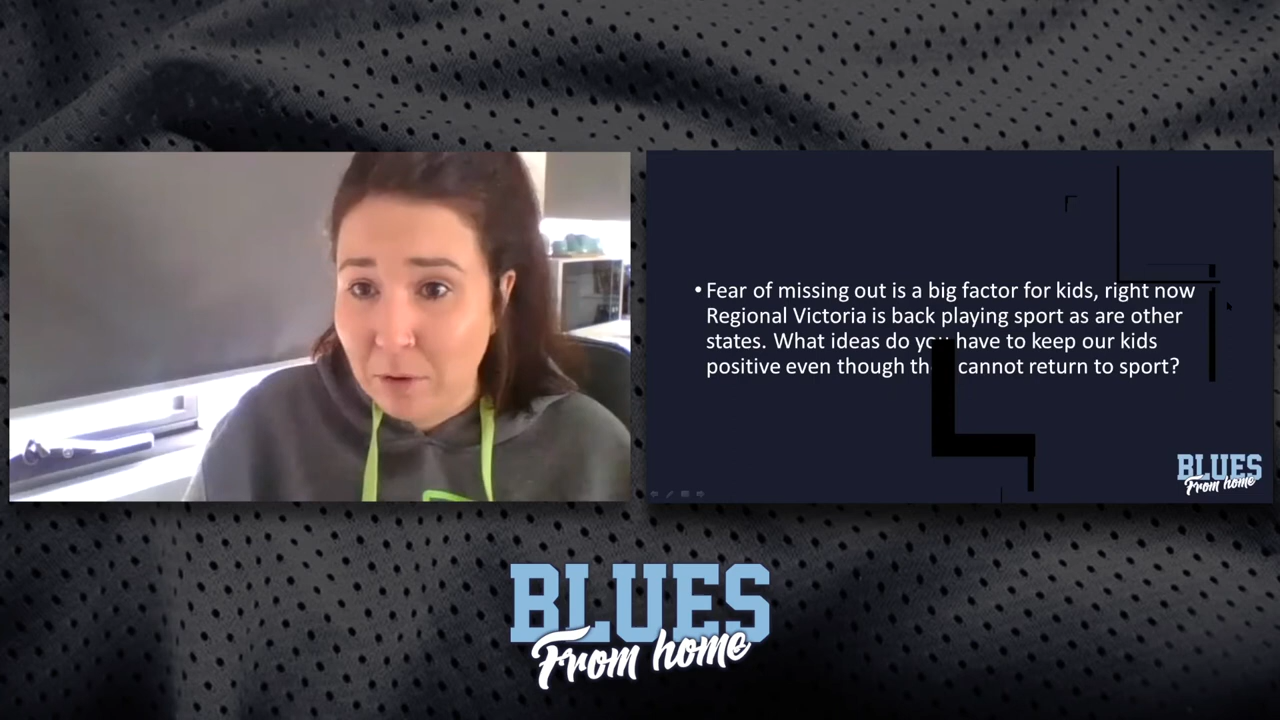 • Fear of missing out is a big factor for kids, right now
Regional Victoria is back playing sport as are other
states. What ideas do you have to keep our kids
positive even though cannot return to sport?
BLUES
From home
BLUES
From home